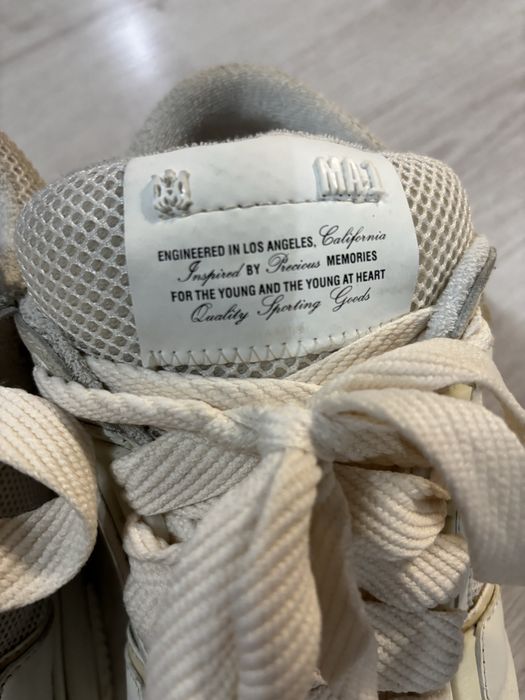 MA1
ENGINEERED IN LOS ANGELES, California
Inspired BY Precious MEMORIES
FOR THE YOUNG AND THE YOUNG AT HEART
Quality Sporting Goods